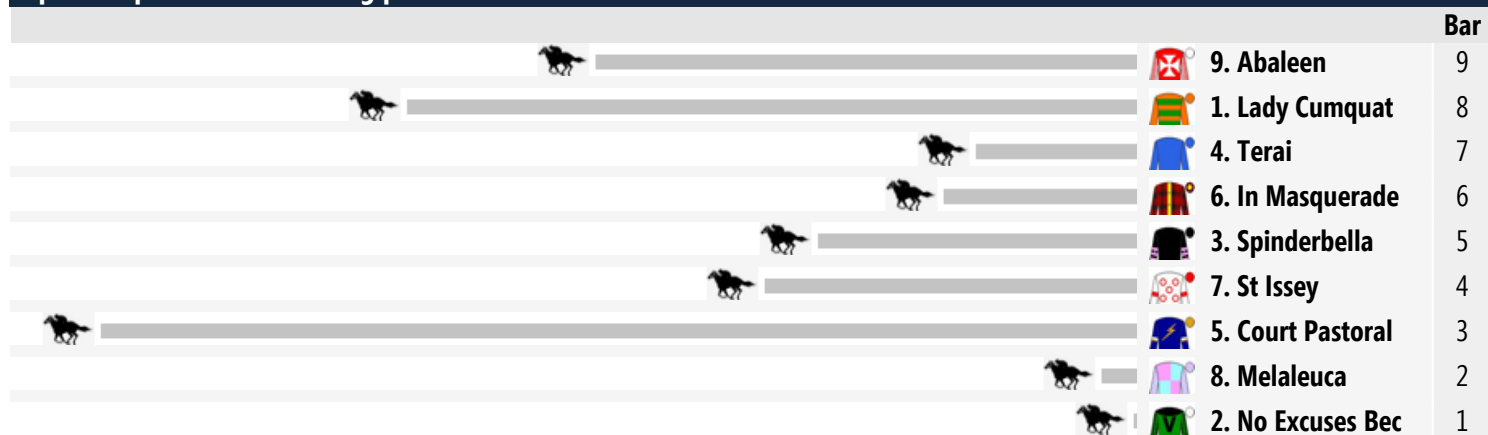 Bar
9. Abaleen 9
1. Lady Cumquat 8
4. Terai 7
6. In Masquerade 6
3. Spinderbella 5
7. St Issey 4
5. Court Pastoral 3
8. Melaleuca 2
V 2. No Excuses Bec 1